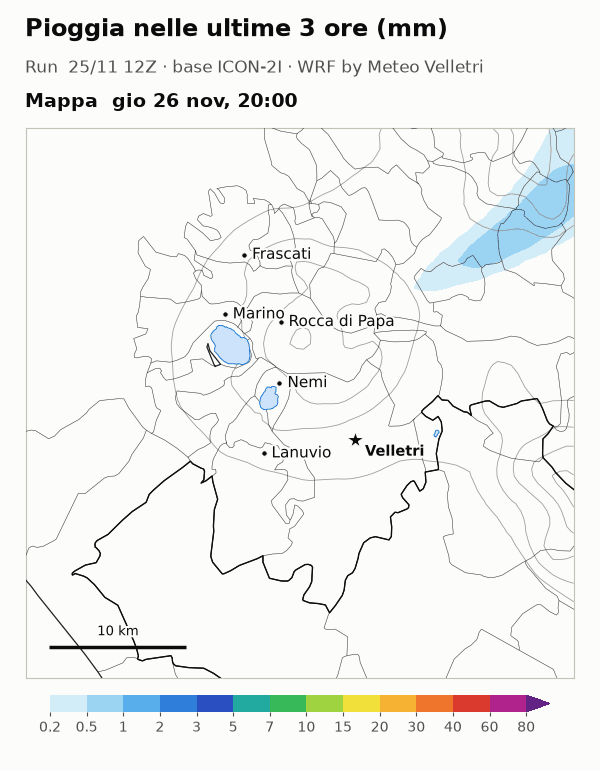 Pioggia nelle ultime 3 ore (mm)
Run  25/11 12Z · base ICON-2I · WRF by Meteo Velletri
Mappa  gio 26 nov, 20:00
Frascati
Marino
Rocca di Papa
Nemi
Velletri
Lanuvio
10 km
0.2 0.5 1 2 3 5 7 10 15 20 30 40 60 80